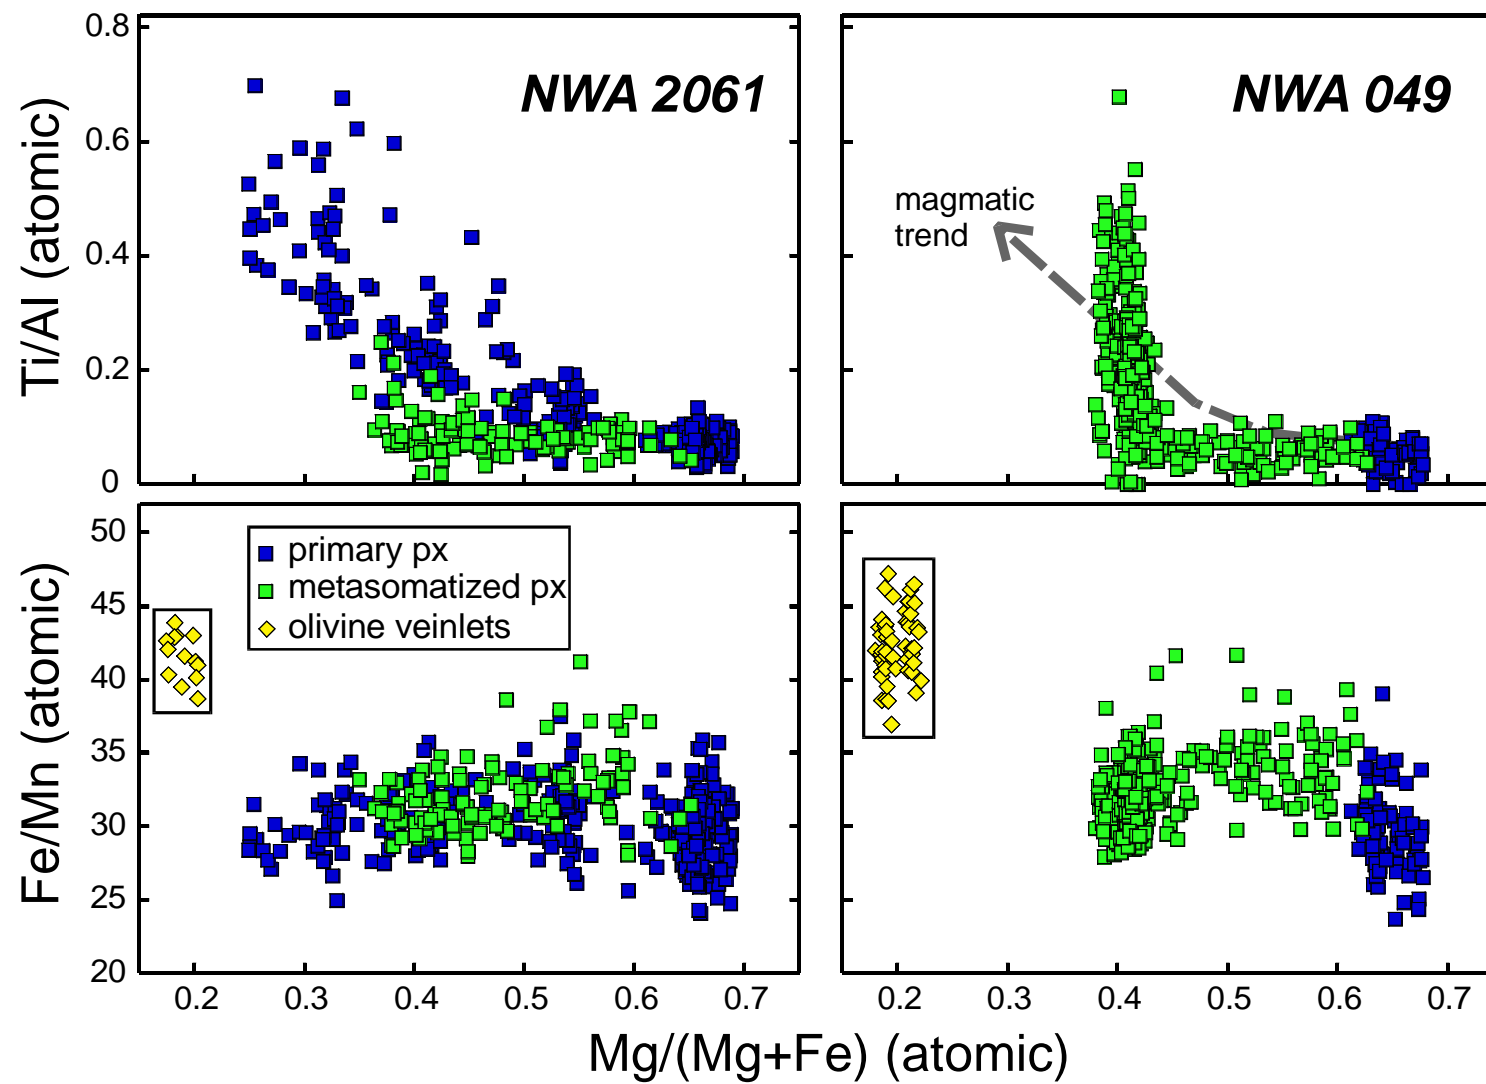 NWA 2061
NWA 049
0.8
0.6
0.4
0.2
0
Ti/Al (atomic)
magmatic
trend
50
45
40
35
30
25
20
Fe/Mn (atomic)
primary px
metasomatized px
olivine veinlets
0.2 0.3 0.4 0.5 0.6 0.7
0.2 0.3 0.4 0.5 0.6 0.7
Mg/(Mg+Fe) (atomic)